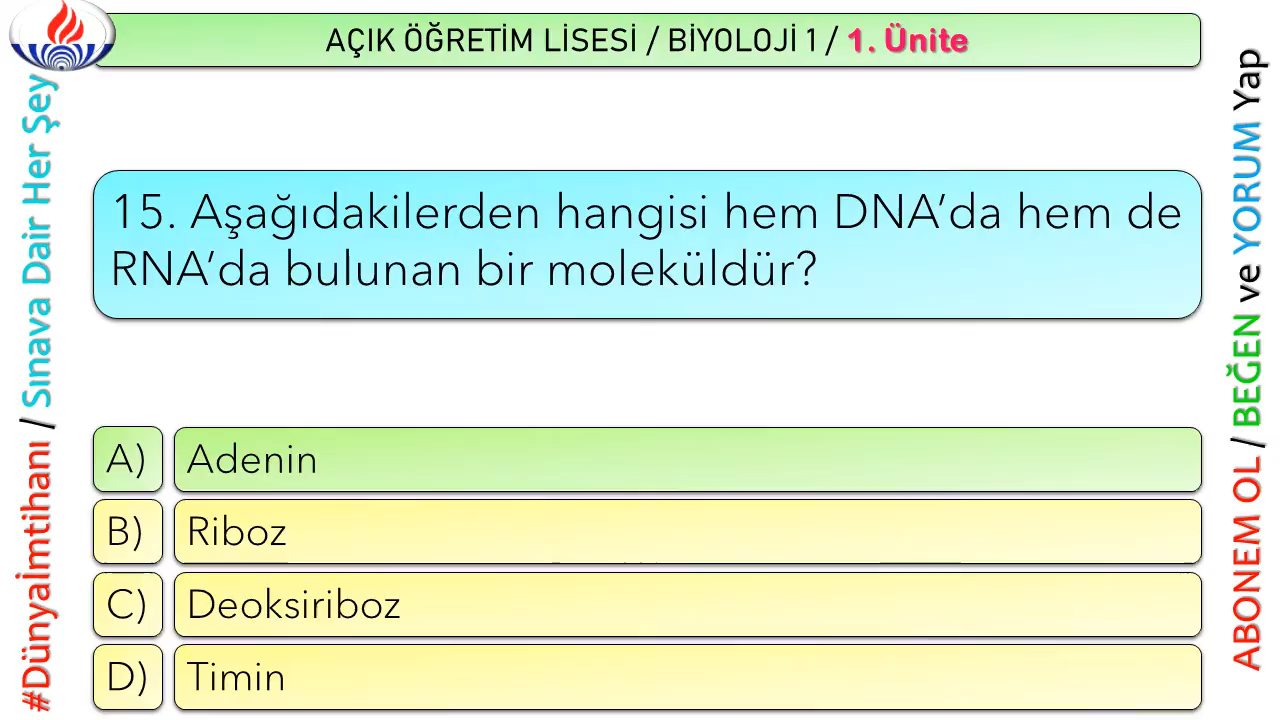 AÇIK ÖĞRETİM LİSESİ / BİYOLOJİ 1 / 1. Ünite
#Dünyaİmtihanı / Sınava Dair Her Şey
15. Aşağıdakilerden hangisi hem DNA’da hem de
RNA’da bulunan bir moleküldür?
A) Adenin
B) Riboz
C) Deoksiriboz
D) Timin
ABONEM OL / BEĞEN ve YORUM Yap